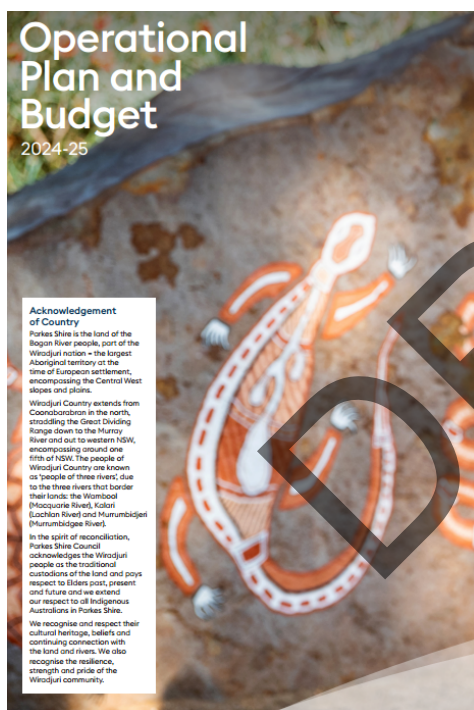 Operational
Plan and
Budget
2024-25
Acknowledgement
of Country
Parkes Shire is the land of the
Bogan River people, part of the
Wiradjuri nation – the largest
Aboriginal territory at the
time of European settlement,
encompassing the Central West
slopes and plains.
Wiradjuri Country extends from
Coonabarabran in the north,
straddling the Great Dividing
Range down to the Murray
River and out to western NSW,
encompassing around one
fifth of NSW. The people of
Wiradjuri Country are known
as ‘people of three rivers’, due
to the three rivers that border
their lands: the Wambool
(Macquarie River), Kalari
(Lachlan River) and Murrumbidjeri
(Murrumbidgee River).
In the spirit of reconciliation,
Parkes Shire Council
acknowledges the Wiradjuri
people as the traditional
custodians of the land and pays
respect to Elders past, present
and future and we extend
our respect to all Indigenous
Australians in Parkes Shire.
We recognise and respect their
cultural heritage, beliefs and
continuing connection with
the land and rivers. We also
recognise the resilience,
strength and pride of the
Wiradjuri community.
D